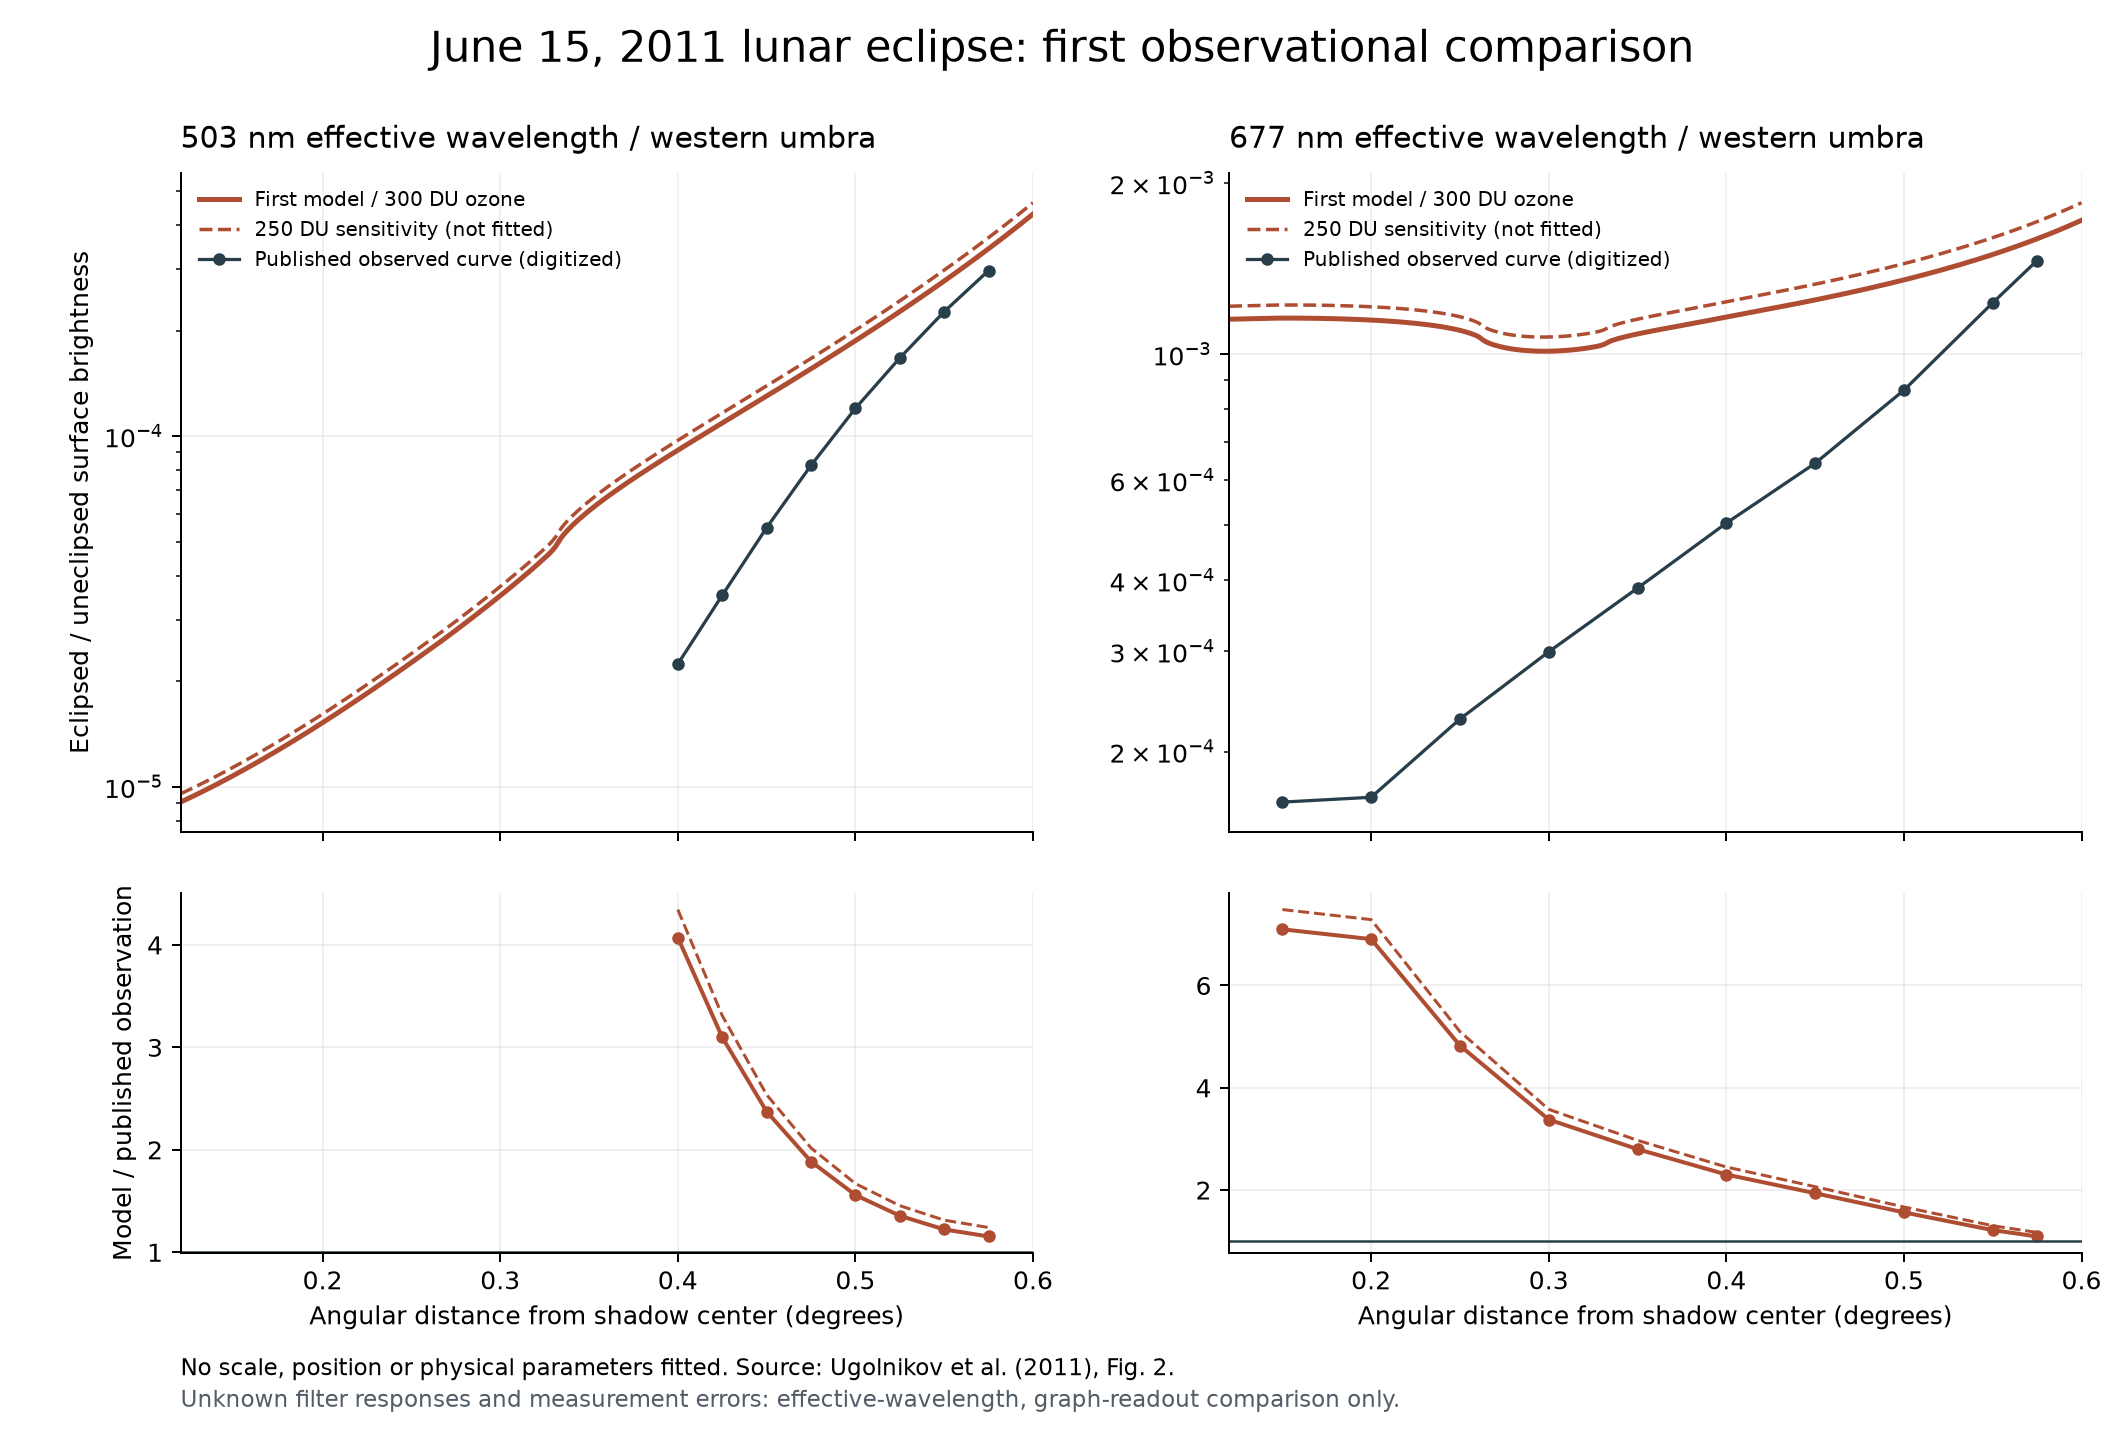 June 15, 2011 lunar eclipse: first observational comparison
503 nm effective wavelength / western umbra
First model / 300 DU ozone
250 DU sensitivity (not fitted)
Published observed curve (digitized)
Eclipsed / uneclipsed surface brightness
10⁻⁴
10⁻⁵
677 nm effective wavelength / western umbra
First model / 300 DU ozone
250 DU sensitivity (not fitted)
Published observed curve (digitized)
2 × 10⁻³
10⁻³
6 × 10⁻⁴
4 × 10⁻⁴
3 × 10⁻⁴
2 × 10⁻⁴
Model / published observation
4
3
2
1
0.2 0.3 0.4 0.5 0.6
Angular distance from shadow center (degrees)
6
4
2
0.2 0.3 0.4 0.5 0.6
Angular distance from shadow center (degrees)
No scale, position or physical parameters fitted. Source: Ugolnikov et al. (2011), Fig. 2.
Unknown filter responses and measurement errors: effective-wavelength, graph-readout comparison only.